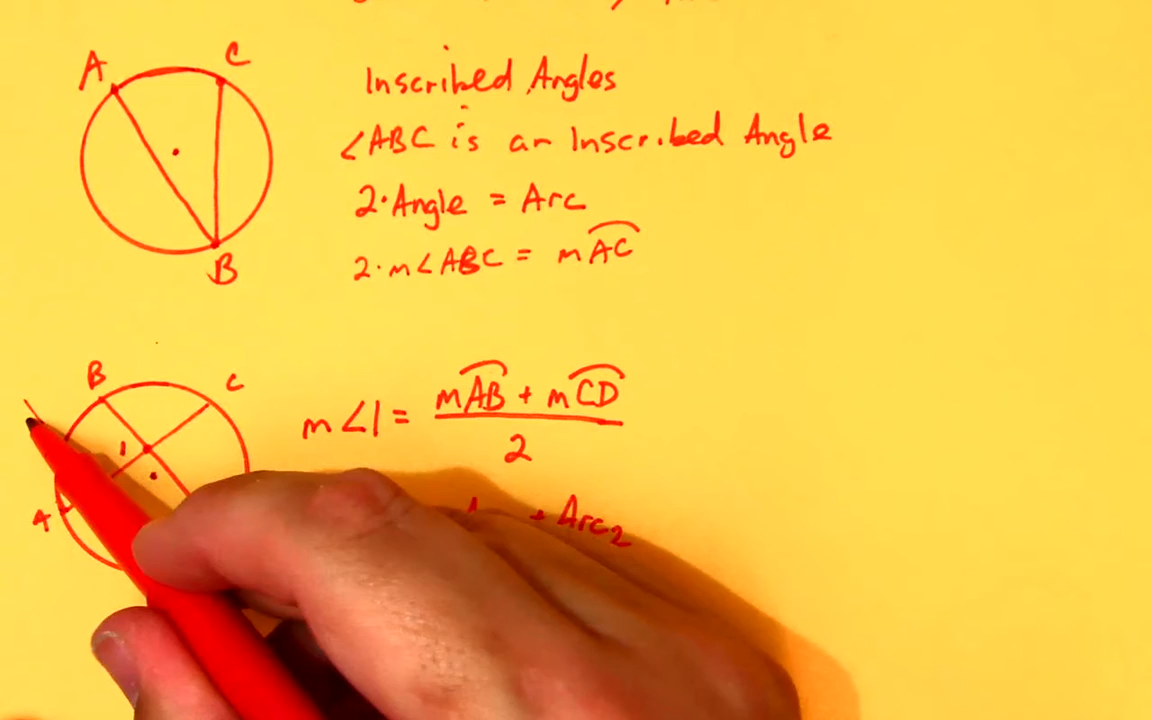 A
C
Inscribed Angles
∠ABC is an Inscribed Angle
2·Angle = Arc
2·m∠ABC = mAC
B
B
C
m∠1 = mAB + mCD
2
1
A
+ Arc2